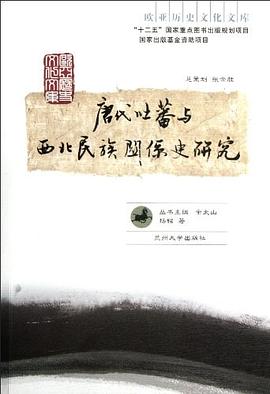 欧亚历史文化文库
"十二五"国家重点图书出版规划项目
国家出版基金资助项目
总策划 张余胜
唐代吐蕃与
西北民族關係史研究
丛书主编 余太山
杨铭 著
兰州大学出版社